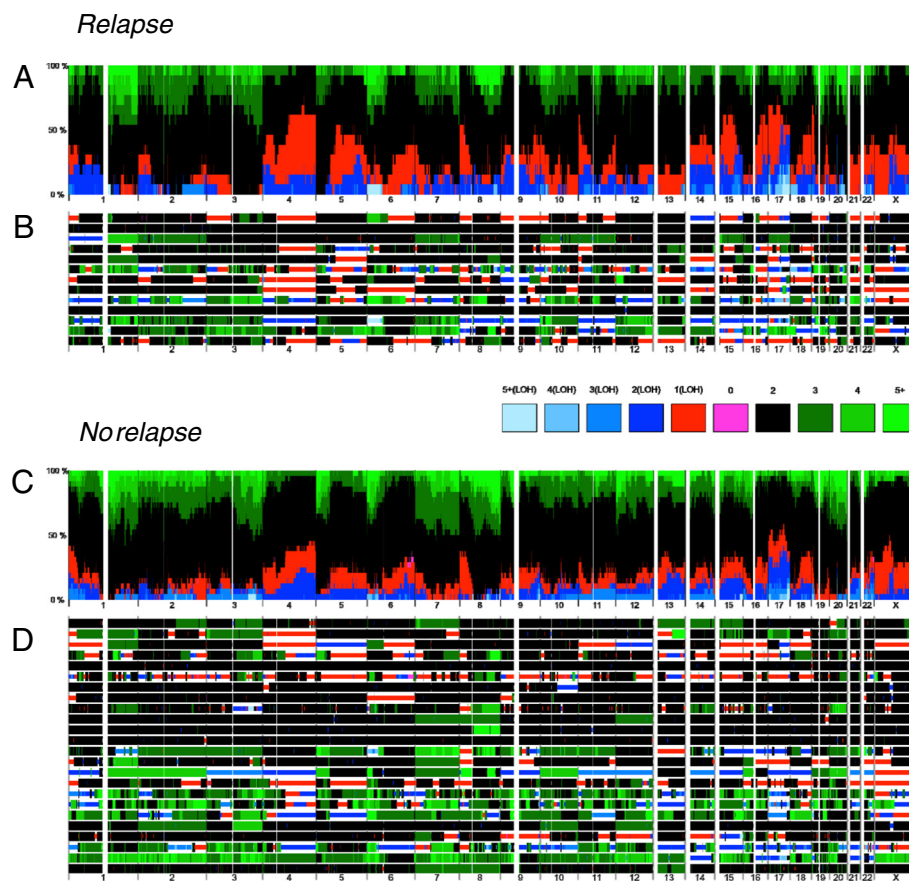 Relapse
A
100 %
50 %
0 %
1 2 3 4 5 6 7 8 9 10 11 12 13 14 15 16 17 18 19 20 21 22 X
B
1 2 3 4 5 6 7 8 9 10 11 12 13 14 15 16 17 18 19 20 21 22 X
5+(LOH) 4(LOH) 3(LOH) 2(LOH) 1(LOH) 0 2 3 4 5+
No relapse
C
100 %
50 %
0 %
1 2 3 4 5 6 7 8 9 10 11 12 13 14 15 16 17 18 19 20 21 22 X
D
1 2 3 4 5 6 7 8 9 10 11 12 13 14 15 16 17 18 19 20 21 22 X